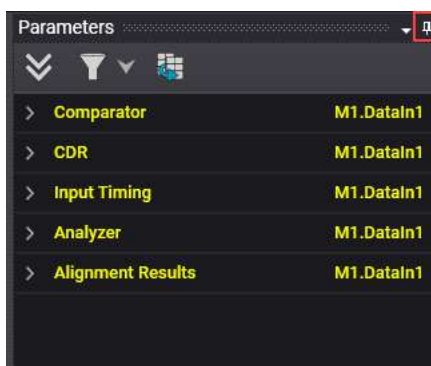 Parameters
Comparator M1.DataIn1
CDR M1.DataIn1
Input Timing M1.DataIn1
Analyzer M1.DataIn1
Alignment Results M1.DataIn1